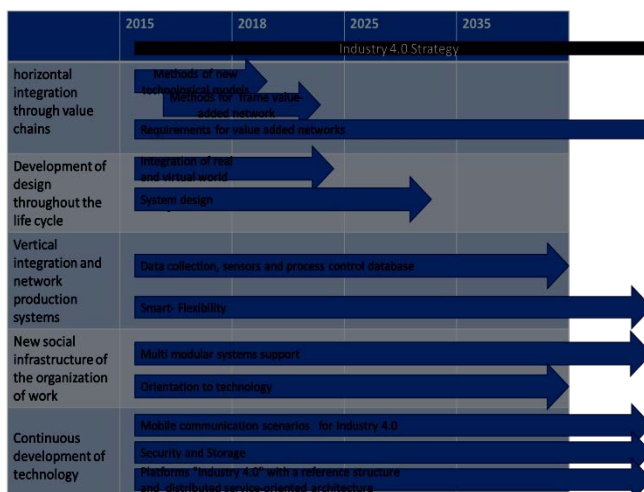 2015 2018 2025 2035
Industry 4.0 Strategy
horizontal
integration
through value
chains
Methods of new
technological models
Methods for frame value-
added network
Requirements for value added networks
Development of
design
throughout the
life cycle
Integration of real
and virtual world
System design
Vertical
integration and
network
production
systems
Data collection, sensors and process control database
Smart- Flexibility
New social
infrastructure of
the organization
of work
Multi modular systems support
Orientation to technology
Continuous
development of
technology
Mobile communication scenarios for Industry 4.0
Security and Storage
Platforms "Industry 4.0" with a reference structure
and distributed service-oriented architecture